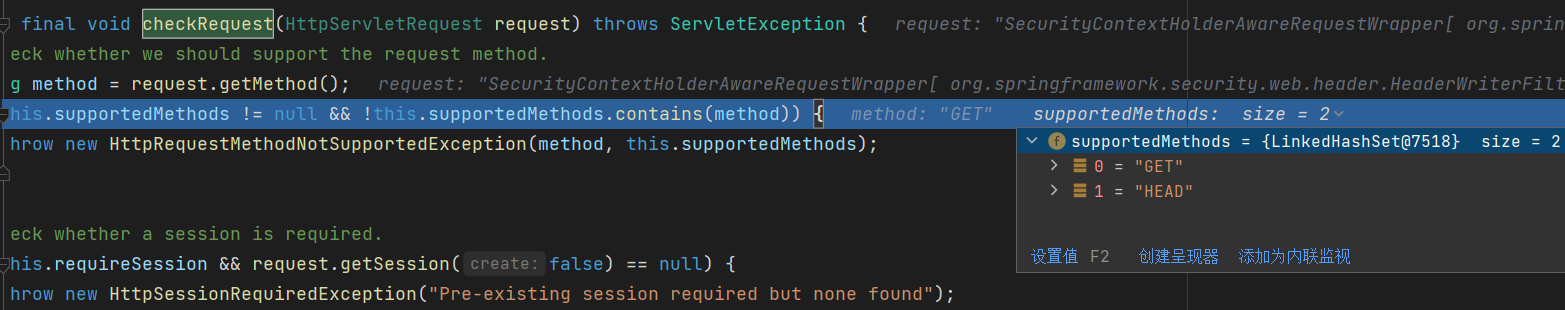 final void checkRequest(HttpServletRequest request) throws ServletException { request: "SecurityContextHolderAwareRequestWrapper[ org.sprin
eck whether we should support the request method.
g method = request.getMethod(); request: "SecurityContextHolderAwareRequestWrapper[ org.springframework.security.web.header.HeaderWriterFilt
his.supportedMethods != null && !this.supportedMethods.contains(method)) { method: "GET" supportedMethods: size = 2
hrow new HttpRequestMethodNotSupportedException(method, this.supportedMethods);
f supportedMethods = {LinkedHashSet@7518} size = 2
0 = "GET"
1 = "HEAD"
设置值 F2 创建呈现器 添加为内联监视
eck whether a session is required.
his.requireSession && request.getSession( create: false) == null) {
hrow new HttpSessionRequiredException("Pre-existing session required but none found");